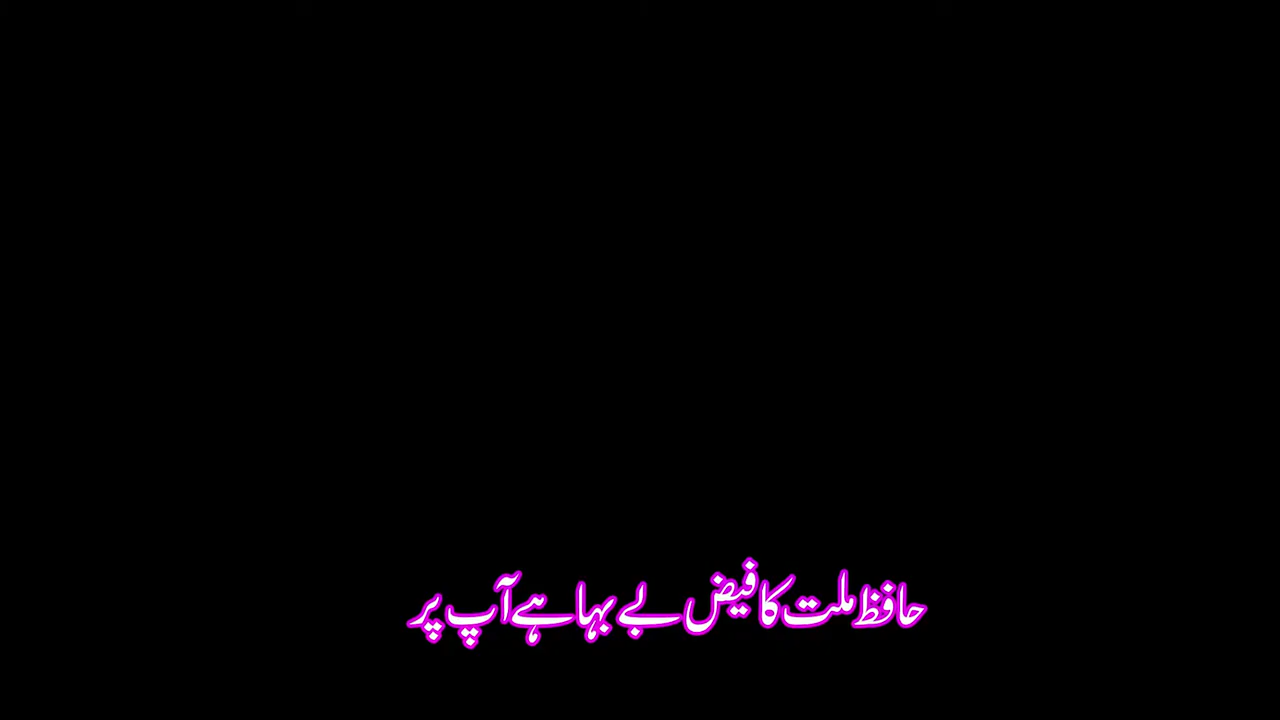 حافظ ملت کا فیض بے بہا ہے آپ پر